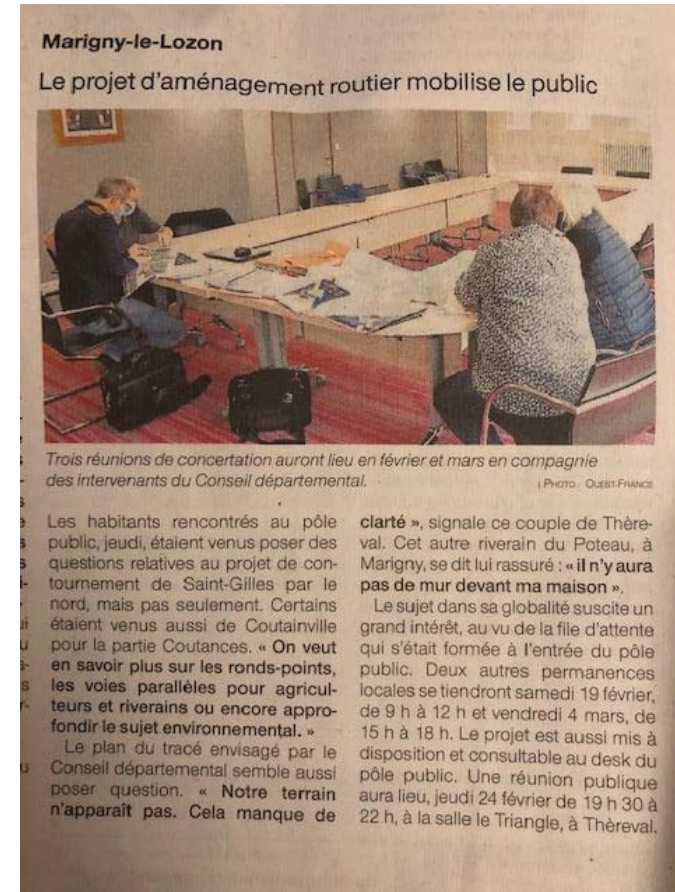 Marigny-le-Lozon
Le projet d'aménagement routier mobilise le public
Trois réunions de concertation auront lieu en février et mars en compagnie
des intervenants du Conseil départemental.
| PHOTO : OUEST-FRANCE
Les habitants rencontrés au pôle
public, jeudi, étaient venus poser des
questions relatives au projet de con-
tournement de Saint-Gilles par le
nord, mais pas seulement. Certains
étaient venus aussi de Coutainville
pour la partie Coutances. « On veut
en savoir plus sur les ronds-points,
les voies parallèles pour agricul-
teurs et riverains ou encore appro-
fondir le sujet environnemental. »
Le plan du tracé envisagé par le
Conseil départemental semble aussi
poser question. « Notre terrain
n'apparaît pas. Cela manque de
clarté », signale ce couple de Thère-
val. Cet autre riverain du Poteau, à
Marigny, se dit lui rassuré : « il n'y aura
pas de mur devant ma maison ».
Le sujet dans sa globalité suscite un
grand intérêt, au vu de la file d'attente
qui s'était formée à l'entrée du pôle
public. Deux autres permanences
locales se tiendront samedi 19 février,
de 9 h à 12 h et vendredi 4 mars, de
15 h à 18 h. Le projet est aussi mis à
disposition et consultable au desk du
pôle public. Une réunion publique
aura lieu, jeudi 24 février de 19 h 30 à
22 h, à la salle le Triangle, à Thèreval.